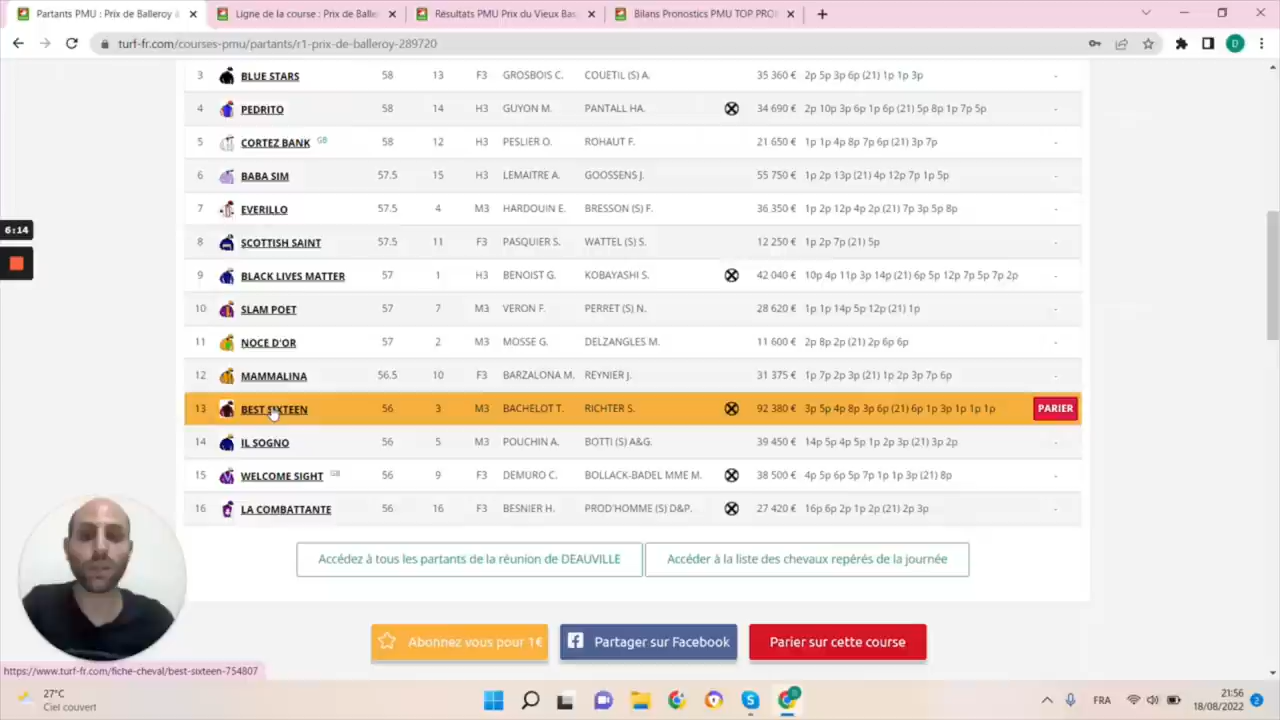 Partants PMU : Prix de Balleroy à
Ligne de la course : Prix de Balle
Résultats PMU Prix du Vieux Bas
Bilans Pronostics PMU TOP PRO
turf-fr.com/courses-pmu/partants/r1-prix-de-balleroy-289720
D
3 BLUE STARS 58 13 F3 GROSBOIS C. COUETIL (S) A. 35 360 € 2p 5p 3p 6p (21) 1p 1p 3p -
4 PEDRITO 58 14 H3 GUYON M. PANTALL HA. 34 690 € 2p 10p 3p 6p 1p 6p (21) 5p 8p 1p 7p 5p -
5 CORTEZ BANK GB 58 12 H3 PESLIER O. ROHAUT F. 21 650 € 1p 1p 4p 8p 7p 6p (21) 3p 7p -
6 BABA SIM 57.5 15 H3 LEMAITRE A. GOOSSENS J. 55 750 € 1p 2p 13p (21) 4p 12p 7p 1p 5p -
7 EVERILLO 57.5 4 M3 HARDOUIN E. BRESSON (S) F. 36 350 € 1p 2p 12p 4p 2p (21) 7p 3p 5p 8p -
8 SCOTTISH SAINT 57.5 11 F3 PASQUIER S. WATTEL (S) S. 12 250 € 1p 2p 7p (21) 5p -
9 BLACK LIVES MATTER 57 1 H3 BENOIST G. KOBAYASHI S. 42 040 € 10p 4p 11p 3p 14p (21) 6p 5p 12p 7p 5p 7p 2p -
10 SLAM POET 57 7 M3 VERON F. PERRET (S) N. 28 620 € 1p 1p 14p 5p 12p (21) 1p -
11 NOCE D'OR 57 2 M3 MOSSE G. DELZANGLES M. 11 600 € 2p 8p 2p (21) 2p 6p 6p -
12 MAMMALINA 56.5 10 F3 BARZALONA M. REYNIER J. 31 375 € 1p 7p 2p 3p (21) 1p 2p 3p 7p 6p -
13 BEST SIXTEEN 56 3 M3 BACHELOT T. RICHTER S. 92 380 € 3p 5p 4p 8p 3p 6p (21) 6p 1p 3p 1p 1p 1p PARIER
14 IL SOGNO 56 5 M3 POUCHIN A. BOTTI (S) A&G. 39 450 € 14p 5p 4p 5p 1p 2p 3p (21) 3p 2p -
15 WELCOME SIGHT GB 56 9 F3 DEMURO C. BOLLACK-BADEL MME M. 38 500 € 4p 5p 6p 5p 7p 1p 1p 3p (21) 8p -
16 LA COMBATTANTE 56 16 F3 BESNIER H. PROD'HOMME (S) D&P. 27 420 € 16p 6p 2p 1p 2p (21) 2p 3p -
6:14
Accédez à tous les partants de la réunion de DEAUVILLE
Accéder à la liste des chevaux repérés de la journée
Abonnez vous pour 1€
Partager sur Facebook
Parier sur cette course
https://www.turf-fr.com/fiche-cheval/best-sixteen-754807
27°C
Ciel couvert
FRA
21:56
18/08/2022
2